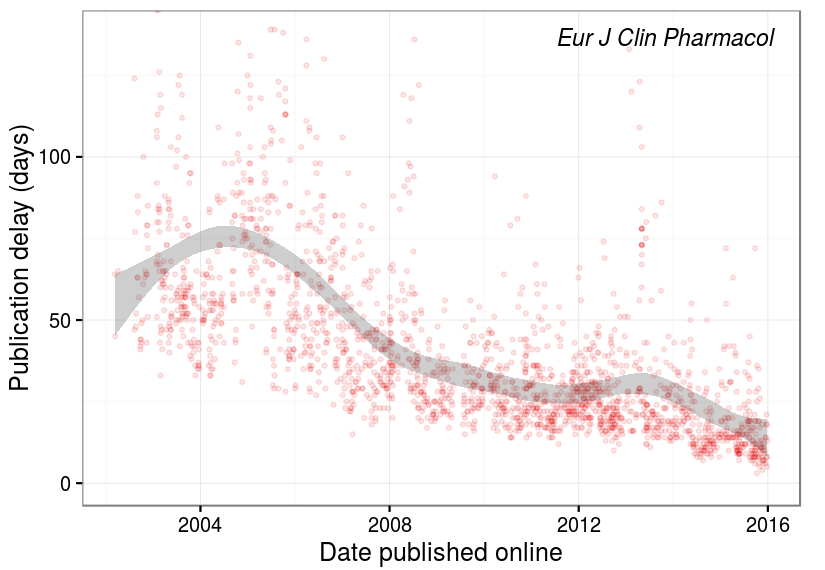 Eur J Clin Pharmacol
Publication delay (days)
100
50
0
2004
2008
2012
2016
Date published online